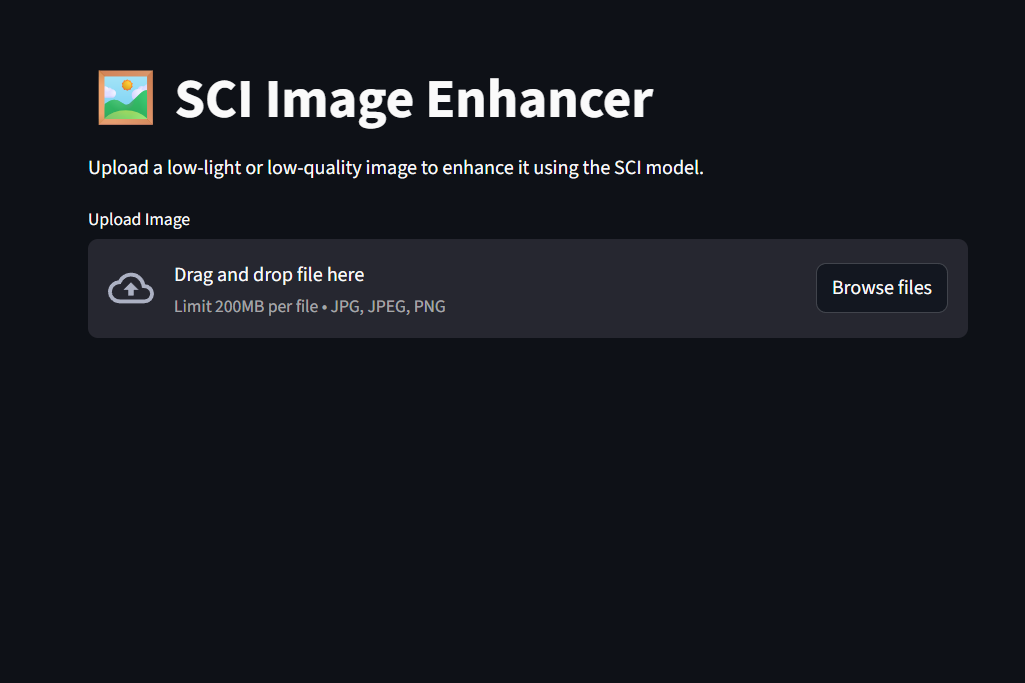 SCI Image Enhancer
Upload a low-light or low-quality image to enhance it using the SCI model.
Upload Image
Drag and drop file here
Limit 200MB per file • JPG, JPEG, PNG
Browse files